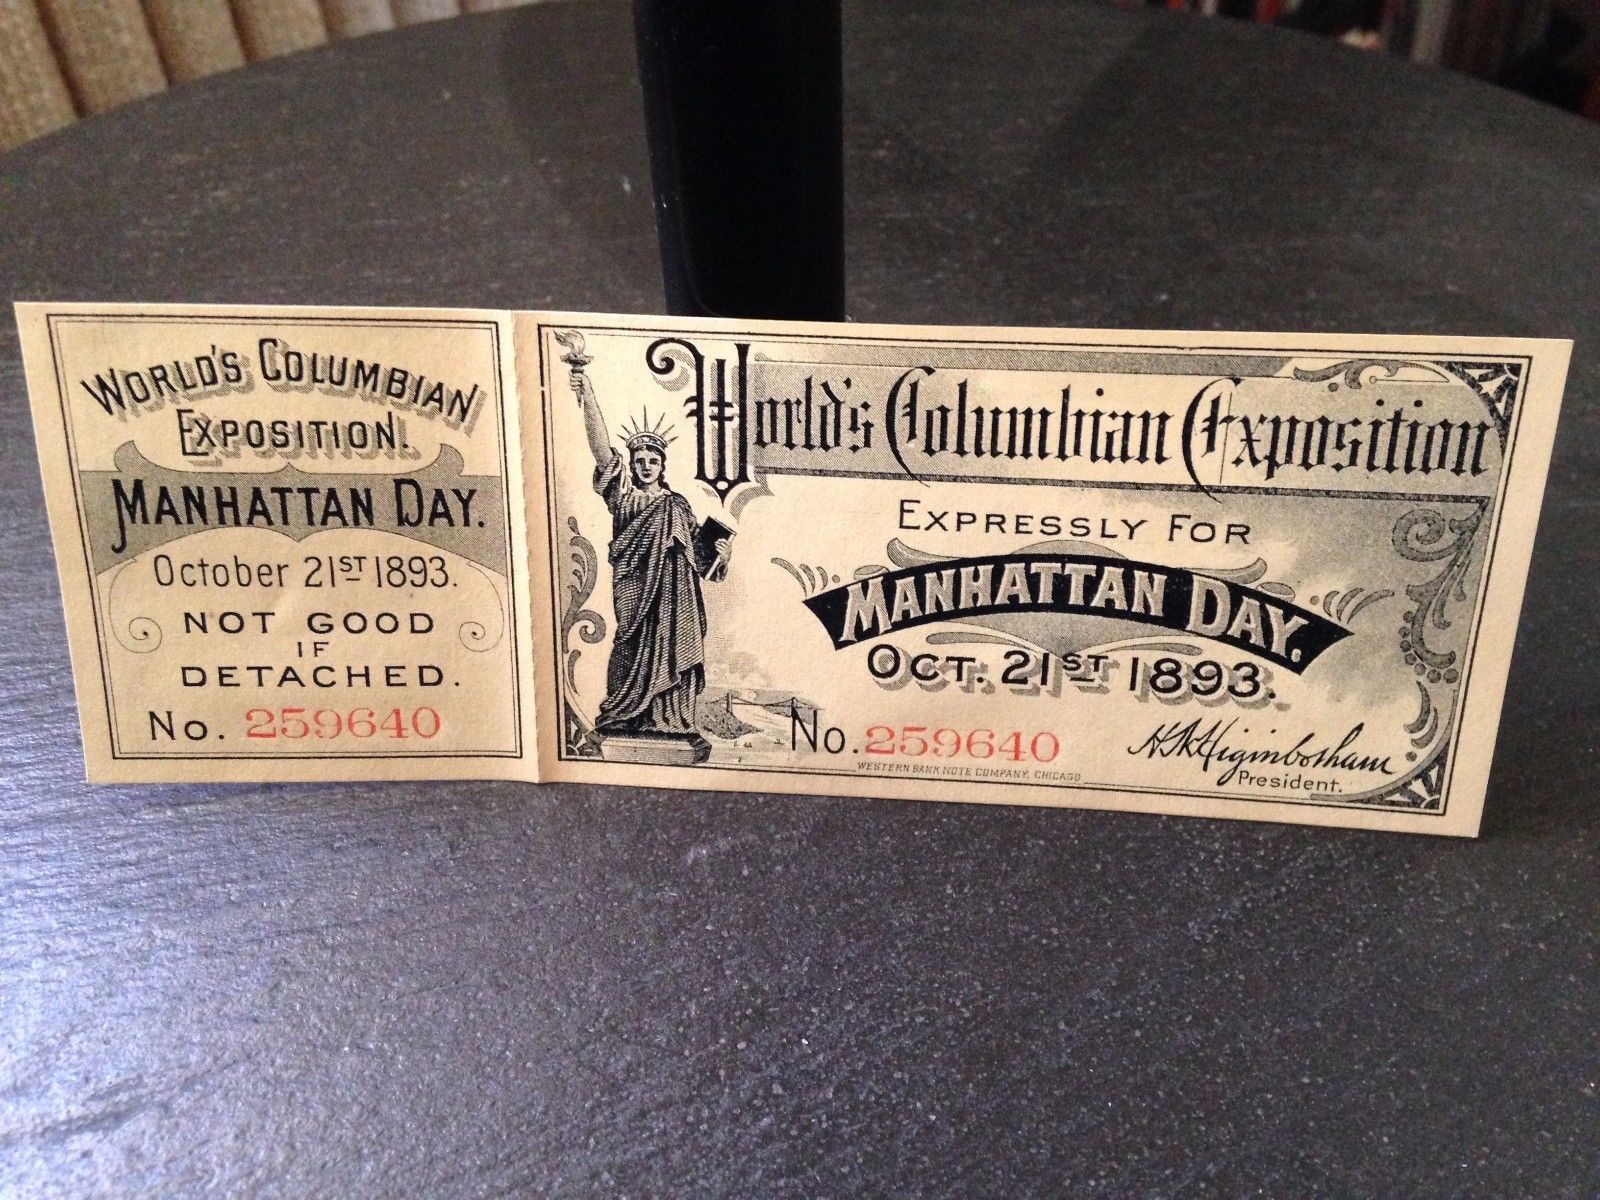 WORLD'S COLUMBIAN
EXPOSITION.
MANHATTAN DAY.
October 21ST 1893.
NOT GOOD
IF
DETACHED.
No. 259640
World's Columbian Exposition
EXPRESSLY FOR
MANHATTAN DAY.
OCT. 21ST 1893.
No. 259640
WESTERN BANK NOTE COMPANY, CHICAGO
H.N. Higinbotham
President.